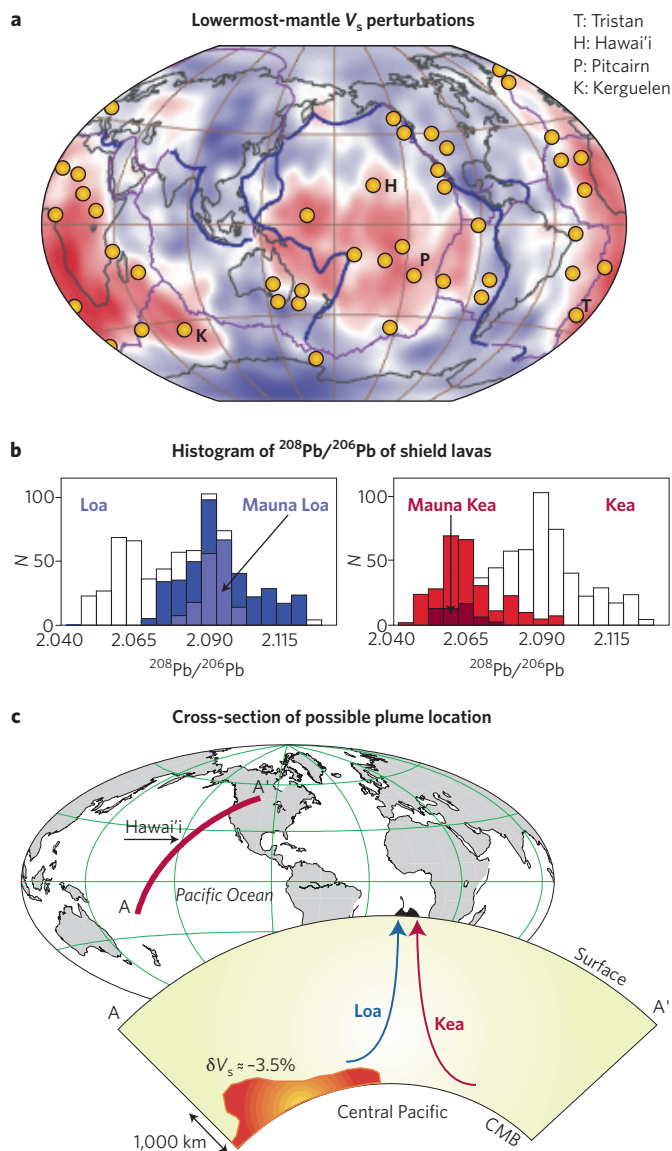 a
Lowermost-mantle Vs perturbations
T: Tristan
H: Hawai'i
P: Pitcairn
K: Kerguelen
H
P
T
K
b
Histogram of 208Pb/206Pb of shield lavas
100
50
0
N
Loa
Mauna Loa
2.040 2.065 2.090 2.115
208Pb/206Pb
100
50
0
N
Mauna Kea
Kea
2.040 2.065 2.090 2.115
208Pb/206Pb
c
Cross-section of possible plume location
A'
Hawai'i
Pacific Ocean
A
Surface
A
A'
Loa
Kea
δVs ≈ –3.5%
Central Pacific
CMB
1,000 km